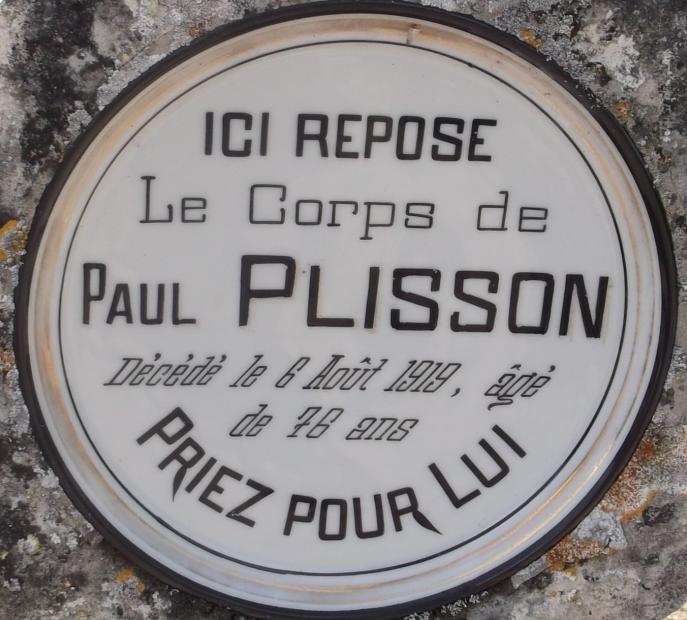 ICI REPOSE
Le Corps de
PAUL PLISSON
Décédé le 6 Août 1919, âgé
de 76 ans
PRIEZ POUR LUI